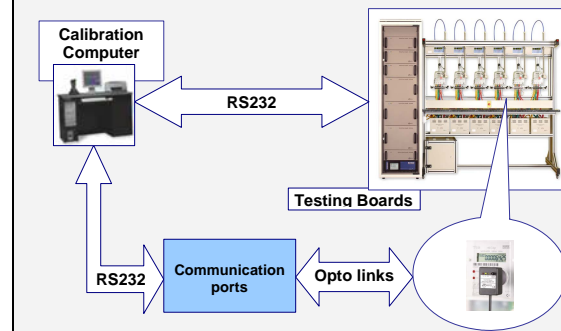 Calibration
Computer
RS232
Testing Boards
RS232
Communication
ports
Opto links